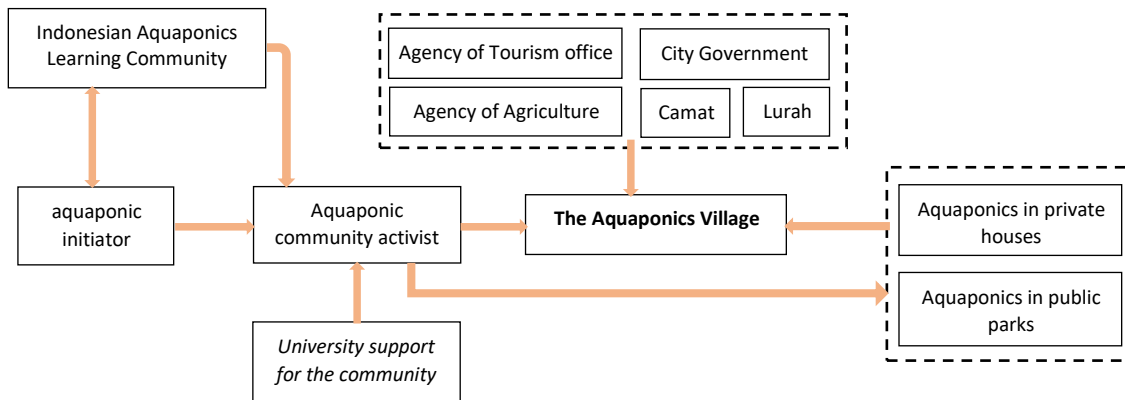 Indonesian Aquaponics
Learning Community
Agency of Tourism office
City Government
Agency of Agriculture
Camat
Lurah
aquaponic
initiator
Aquaponic
community activist
The Aquaponics Village
Aquaponics in private
houses
Aquaponics in public
parks
University support
for the community